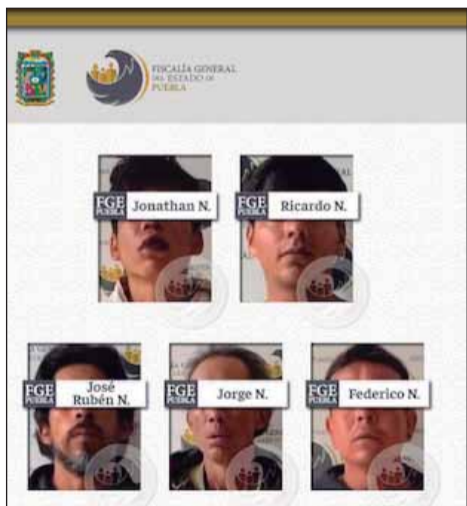 FISCALÍA GENERAL
DEL ESTADO DE
PUEBLA
FGE
PUEBLA
Jonathan N.
FGE
PUEBLA
Ricardo N.
FGE
PUEBLA
José
Rubén N.
FGE
PUEBLA
Jorge N.
FGE
PUEBLA
Federico N.